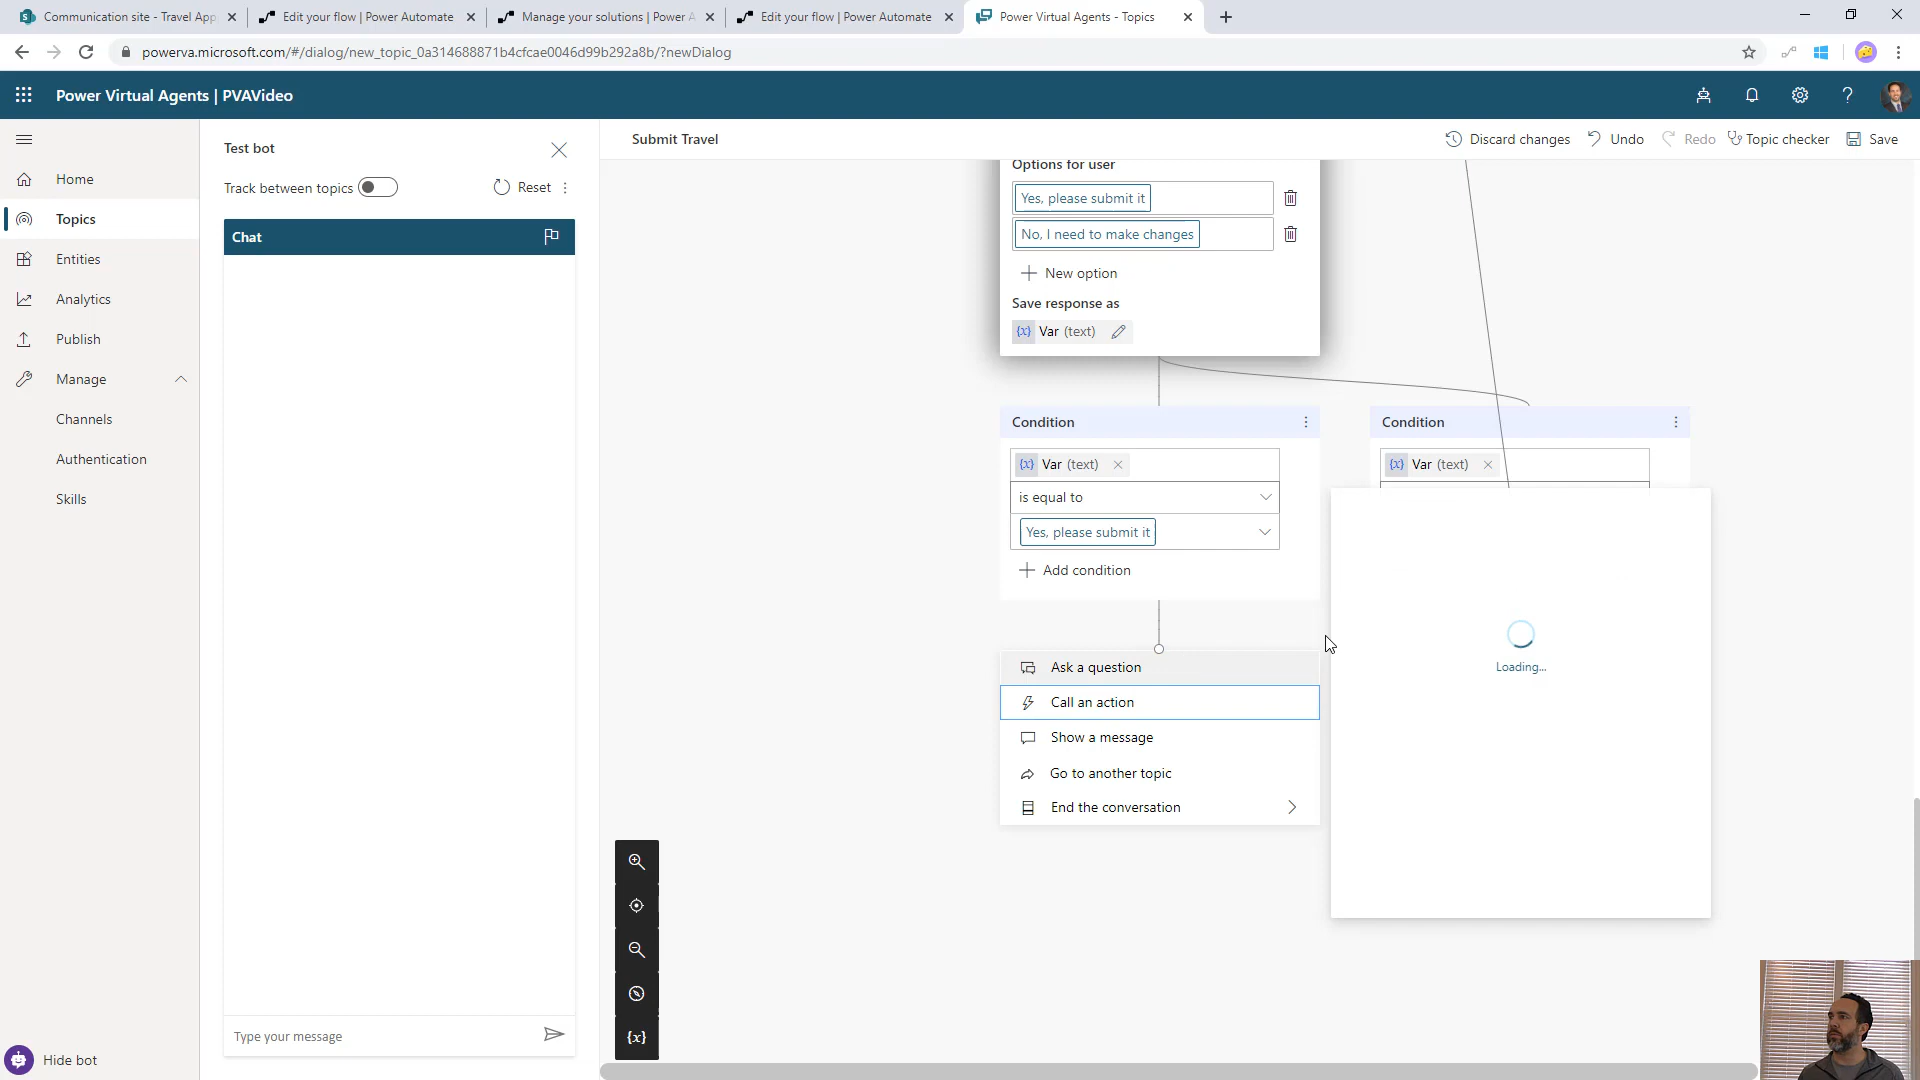 Communication site - Travel App
Edit your flow | Power Automate
Manage your solutions | Power A
Edit your flow | Power Automate
Power Virtual Agents - Topics
powerva.microsoft.com/#/dialog/new_topic_0a314688871b4cfcae0046d99b292a8b/?newDialog
Power Virtual Agents | PVAVideo
Home
Topics
Entities
Analytics
Publish
Manage
Channels
Authentication
Skills
Hide bot
Test bot
Track between topics
Reset
Chat
Type your message
Submit Travel
Discard changes
Undo
Redo
Topic checker
Save
Options for user
Yes, please submit it
No, I need to make changes
New option
Save response as
{x} Var (text)
Condition
{x} Var (text)
is equal to
Yes, please submit it
Add condition
Condition
{x} Var (text)
Ask a question
Call an action
Show a message
Go to another topic
End the conversation
Loading...
{x}